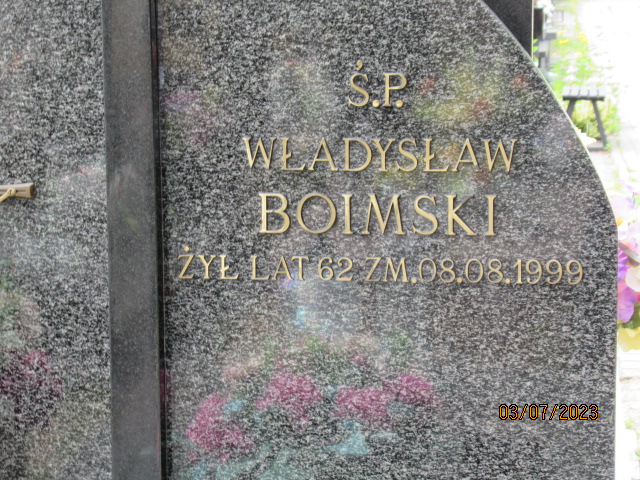 Ś.P.
WŁADYSŁAW
BOIMSKI
ŻYŁ LAT 62 ZM.08.08.1999
03/07/2023